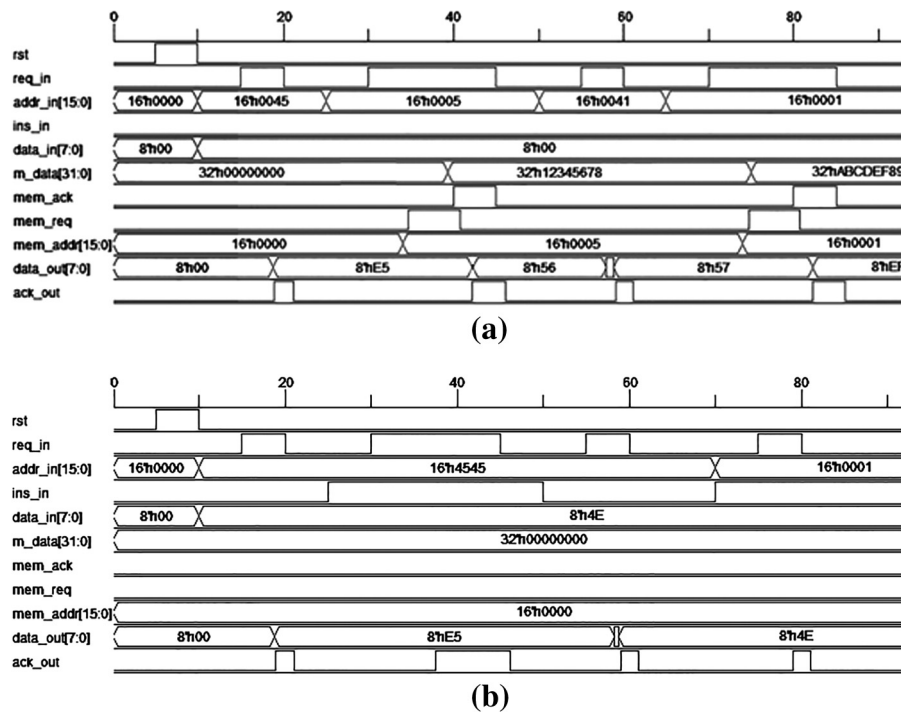 0 20 40 60 80
rst
req_in
addr_in[15:0] 16'h0000 16'h0045 16'h0005 16'h0041 16'h0001
ins_in
data_in[7:0] 8'h00 8'h00
m_data[31:0] 32'h00000000 32'h12345678 32'hABCDEF89
mem_ack
mem_req
mem_addr[15:0] 16'h0000 16'h0005 16'h0001
data_out[7:0] 8'h00 8'hE5 8'h56 8'h57 8'hEF
ack_out
(a)
0 20 40 60 80
rst
req_in
addr_in[15:0] 16'h0000 16'h4545 16'h0001
ins_in
data_in[7:0] 8'h00 8'h4E
m_data[31:0] 32'h00000000
mem_ack
mem_req
mem_addr[15:0] 16'h0000
data_out[7:0] 8'h00 8'hE5 8'h4E
ack_out
(b)